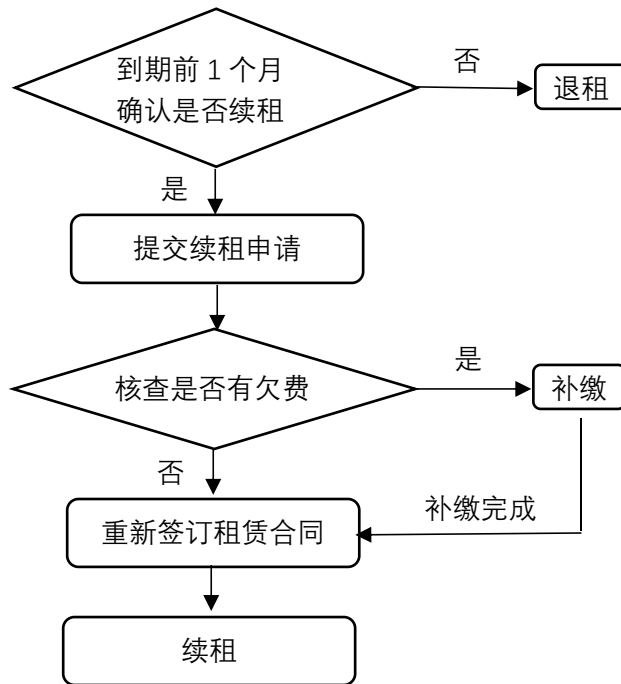 到期前 1 个月
确认是否续租
否
退租
是
提交续租申请
核查是否有欠费
是
补缴
否
补缴完成
重新签订租赁合同
续租